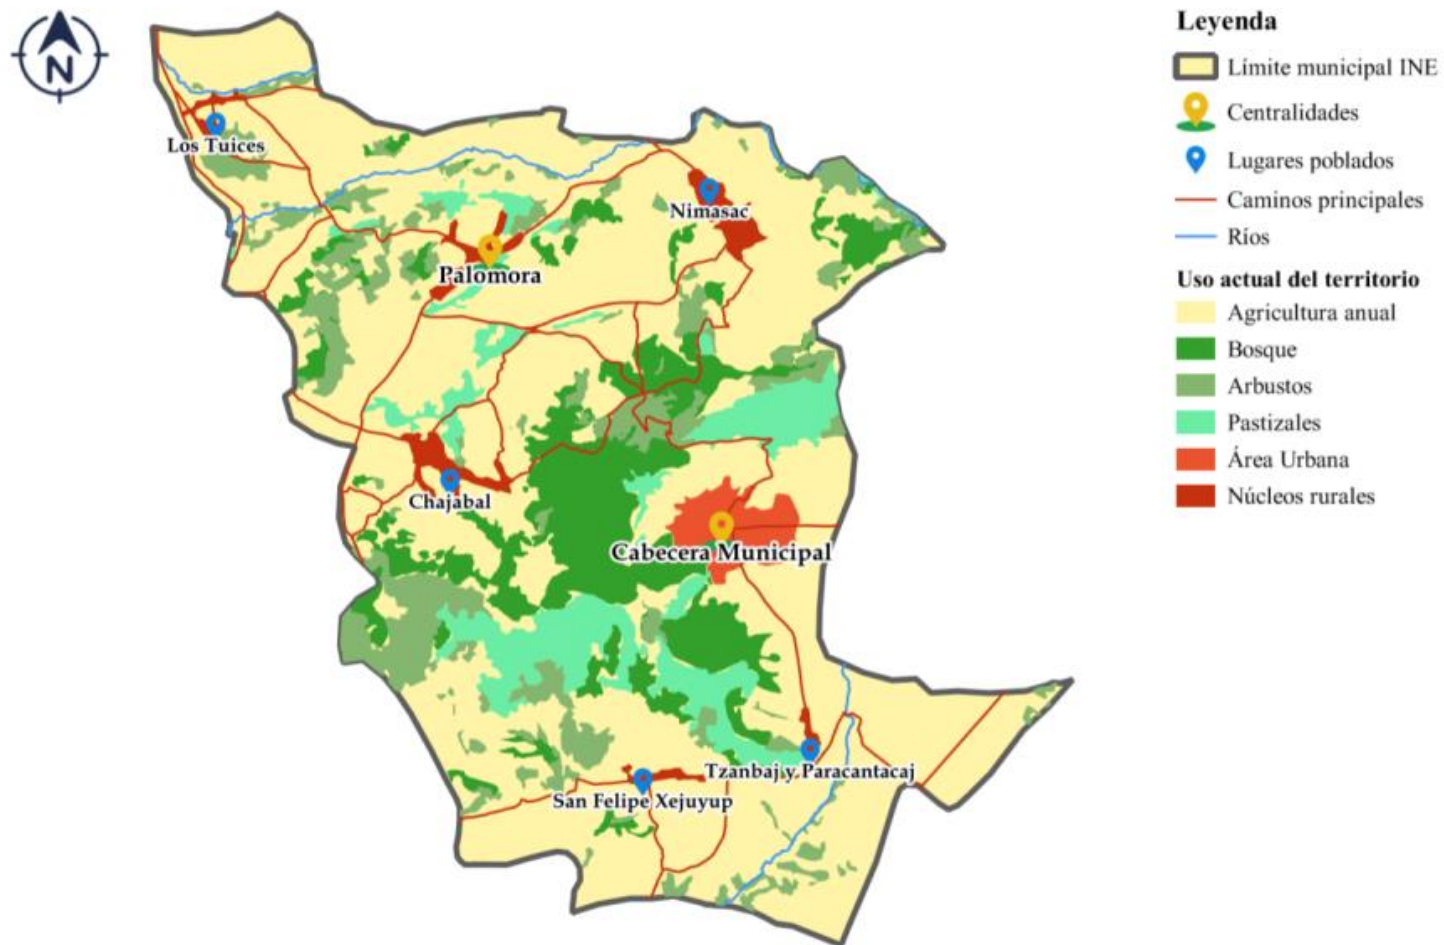 N
Los Tuices
Nimasac
Palomora
Chajabal
Cabecera Municipal
Tzanbaj y Paracantacaj
San Felipe Xejuyup
Leyenda
Límite municipal INE
Centralidades
Lugares poblados
Caminos principales
Ríos
Uso actual del territorio
Agricultura anual
Bosque
Arbustos
Pastizales
Área Urbana
Núcleos rurales